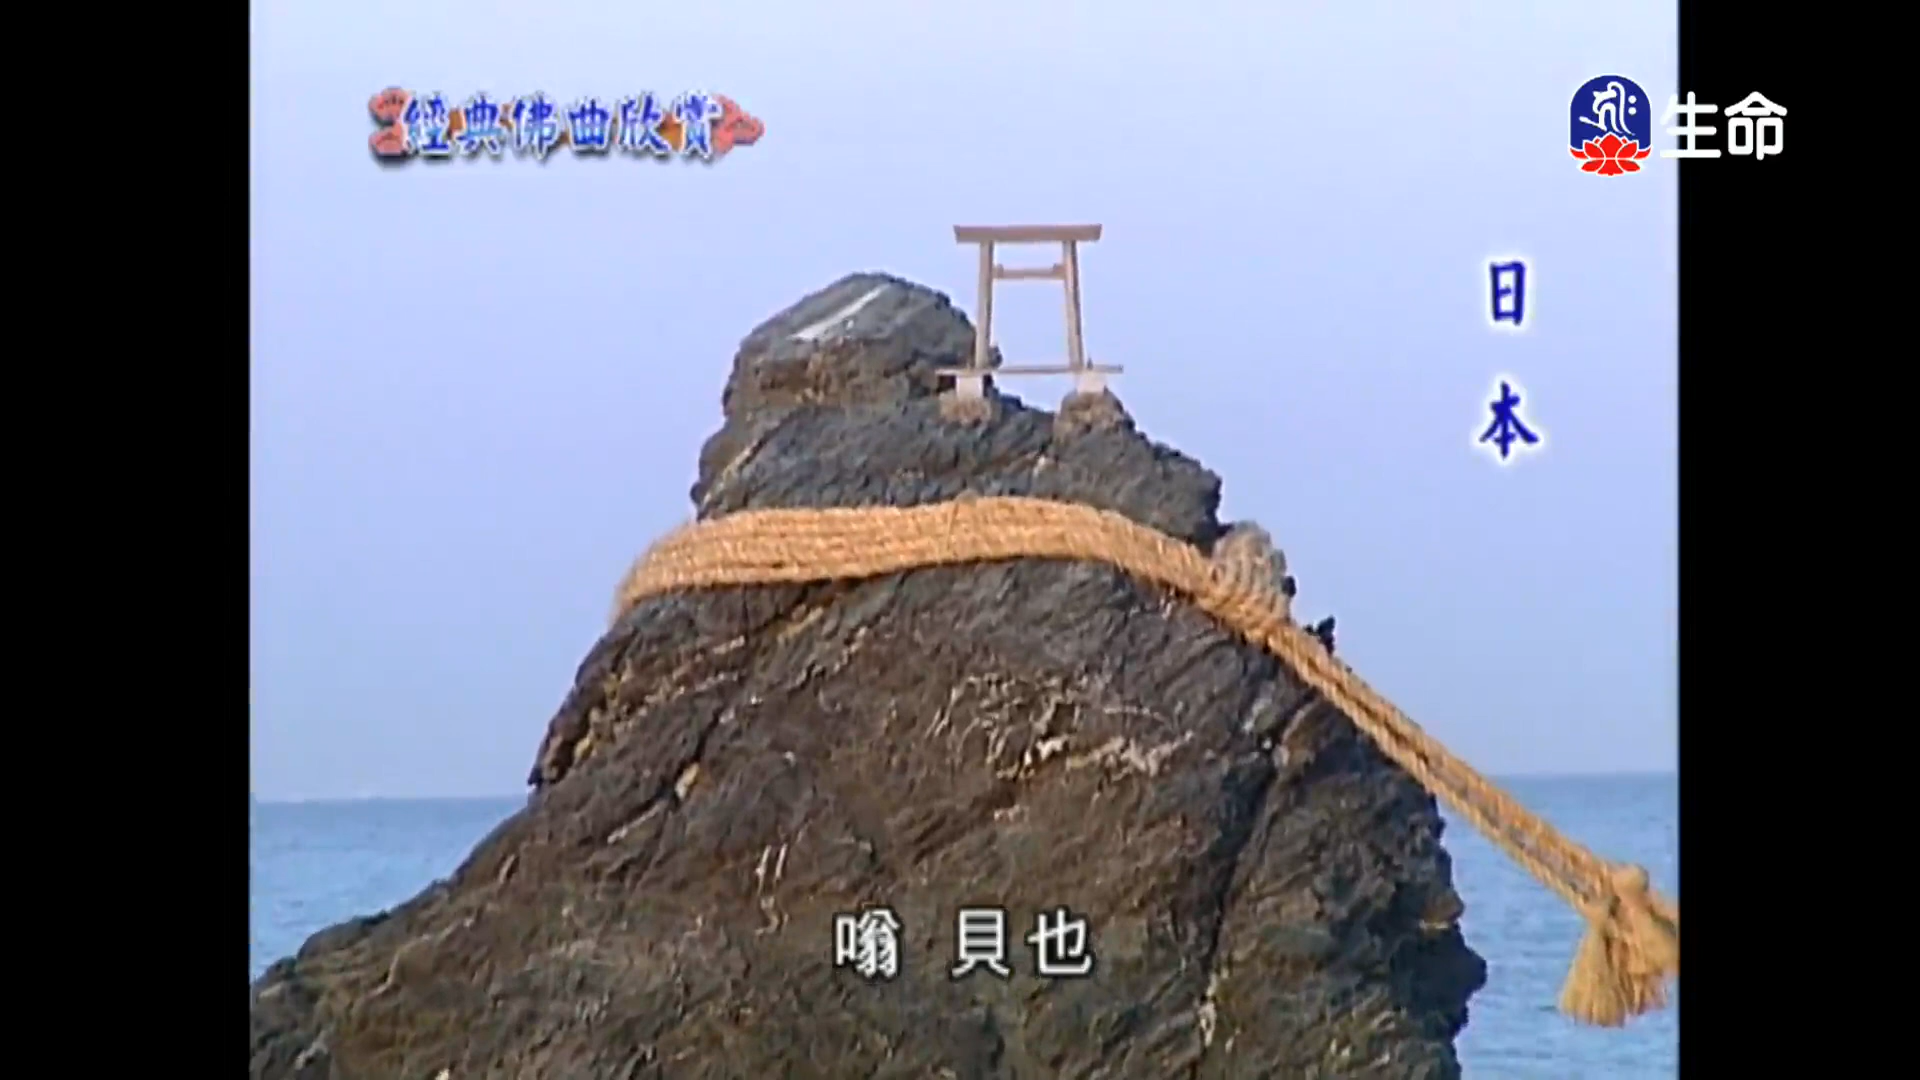 經典佛曲欣賞
生命
日本
嗡 貝也